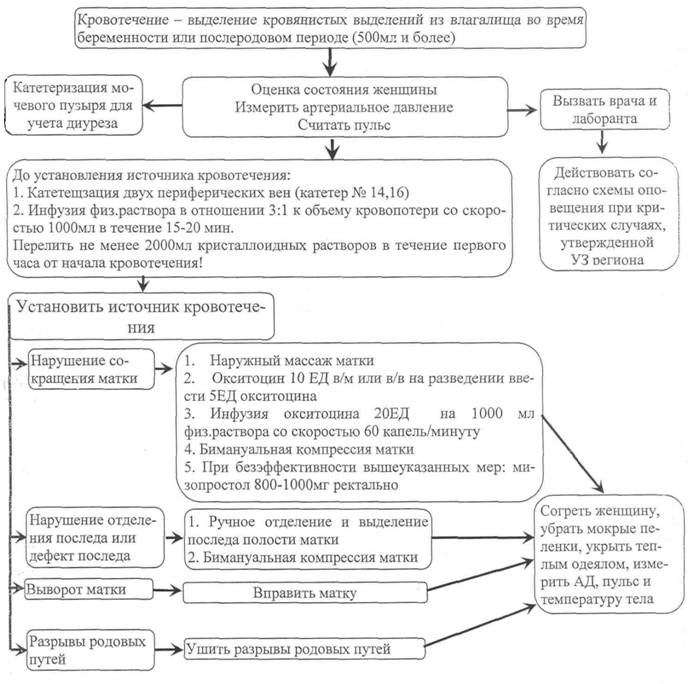 Кровотечение – выделение кровянистых выделений из влагалища во время
беременности или послеродовом периоде (500мл и более)
Катетеризация мо-
чевого пузыря для
учета диуреза
Оценка состояния женщины
Измерить артериальное давление
Считать пульс
Вызвать врача и
лаборанта
До установления источника кровотечения:
1. Катетещзация двух периферических вен (катетер № 14,16)
2. Инфузия физ.раствора в отношении 3:1 к объему кровопотери со скоро-
стью 1000мл в течение 15-20 мин.
Перелить не менее 2000мл кристаллоидных растворов в течение первого
часа от начала кровотечения!
Действовать со-
гласно схемы опо-
вещения при кри-
тических случаях,
утвержденной
УЗ региона
Установить источник кровотече-
ния
Нарушение со-
кращения матки
1. Наружный массаж матки
2. Окситоцин 10 ЕД в/м или в/в на разведении вве-
сти 5ЕД окситоцина
3. Инфузия окситоцина 20ЕД на 1000 мл
физ.раствора со скоростью 60 капель/минуту
4. Бимануальная компрессия матки
5. При безэффективности вышеуказанных мер: ми-
зопростол 800-1000мг ректально
Нарушение отделе-
ния последа или
дефект последа
1. Ручное отделение и выделение
последа полости матки
2. Бимануальная компрессия матки
Согреть женщину,
убрать мокрые пе-
ленки, укрыть теп-
лым одеялом, изме-
рить АД, пульс и
температуру тела
Выворот матки
Вправить матку
Разрывы родовых
путей
Ушить разрывы родовых путей